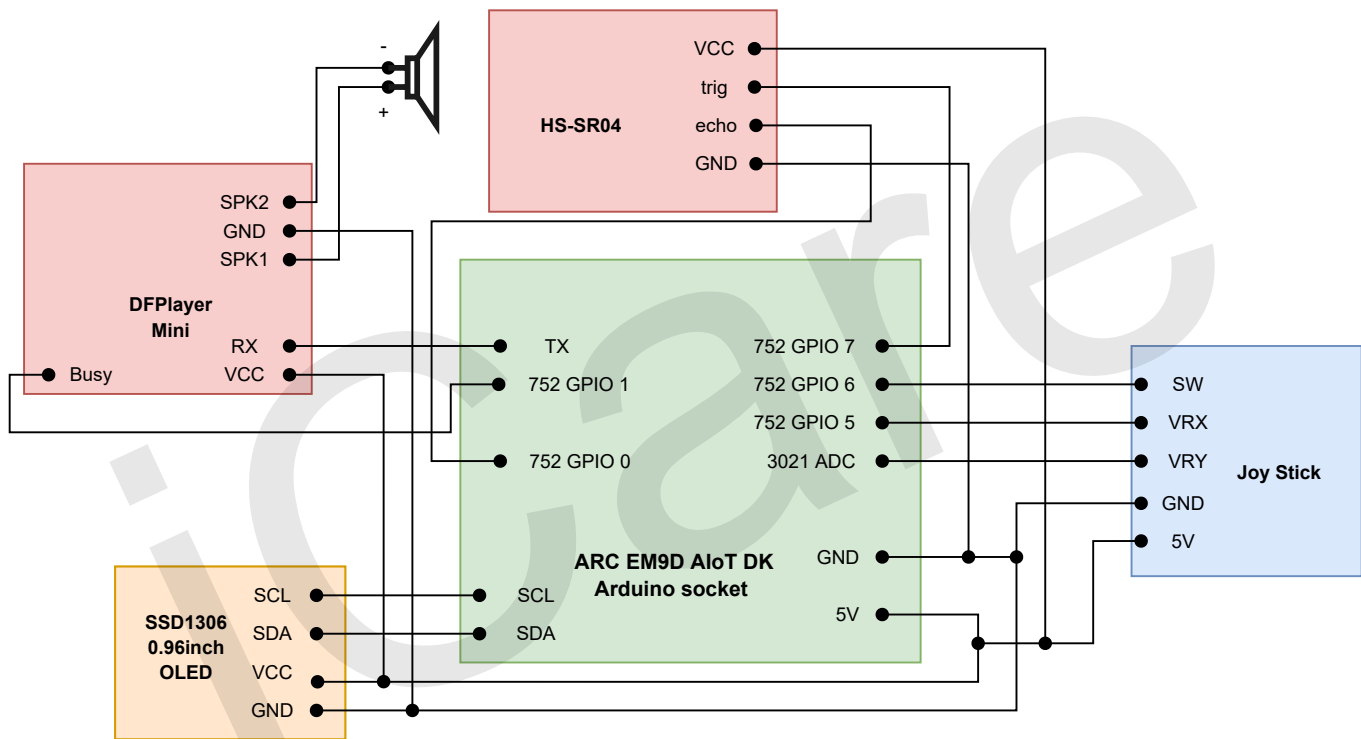 -
+
VCC
trig
echo
GND
HS-SR04
SPK2
GND
SPK1
DFPlayer
Mini
RX
VCC
Busy
TX
752 GPIO 1
752 GPIO 0
752 GPIO 7
752 GPIO 6
752 GPIO 5
3021 ADC
ARC EM9D AIoT DK
Arduino socket
GND
5V
SCL
SDA
SW
VRX
VRY
GND
5V
Joy Stick
SSD1306
0.96inch
OLED
SCL
SDA
VCC
GND
iCare